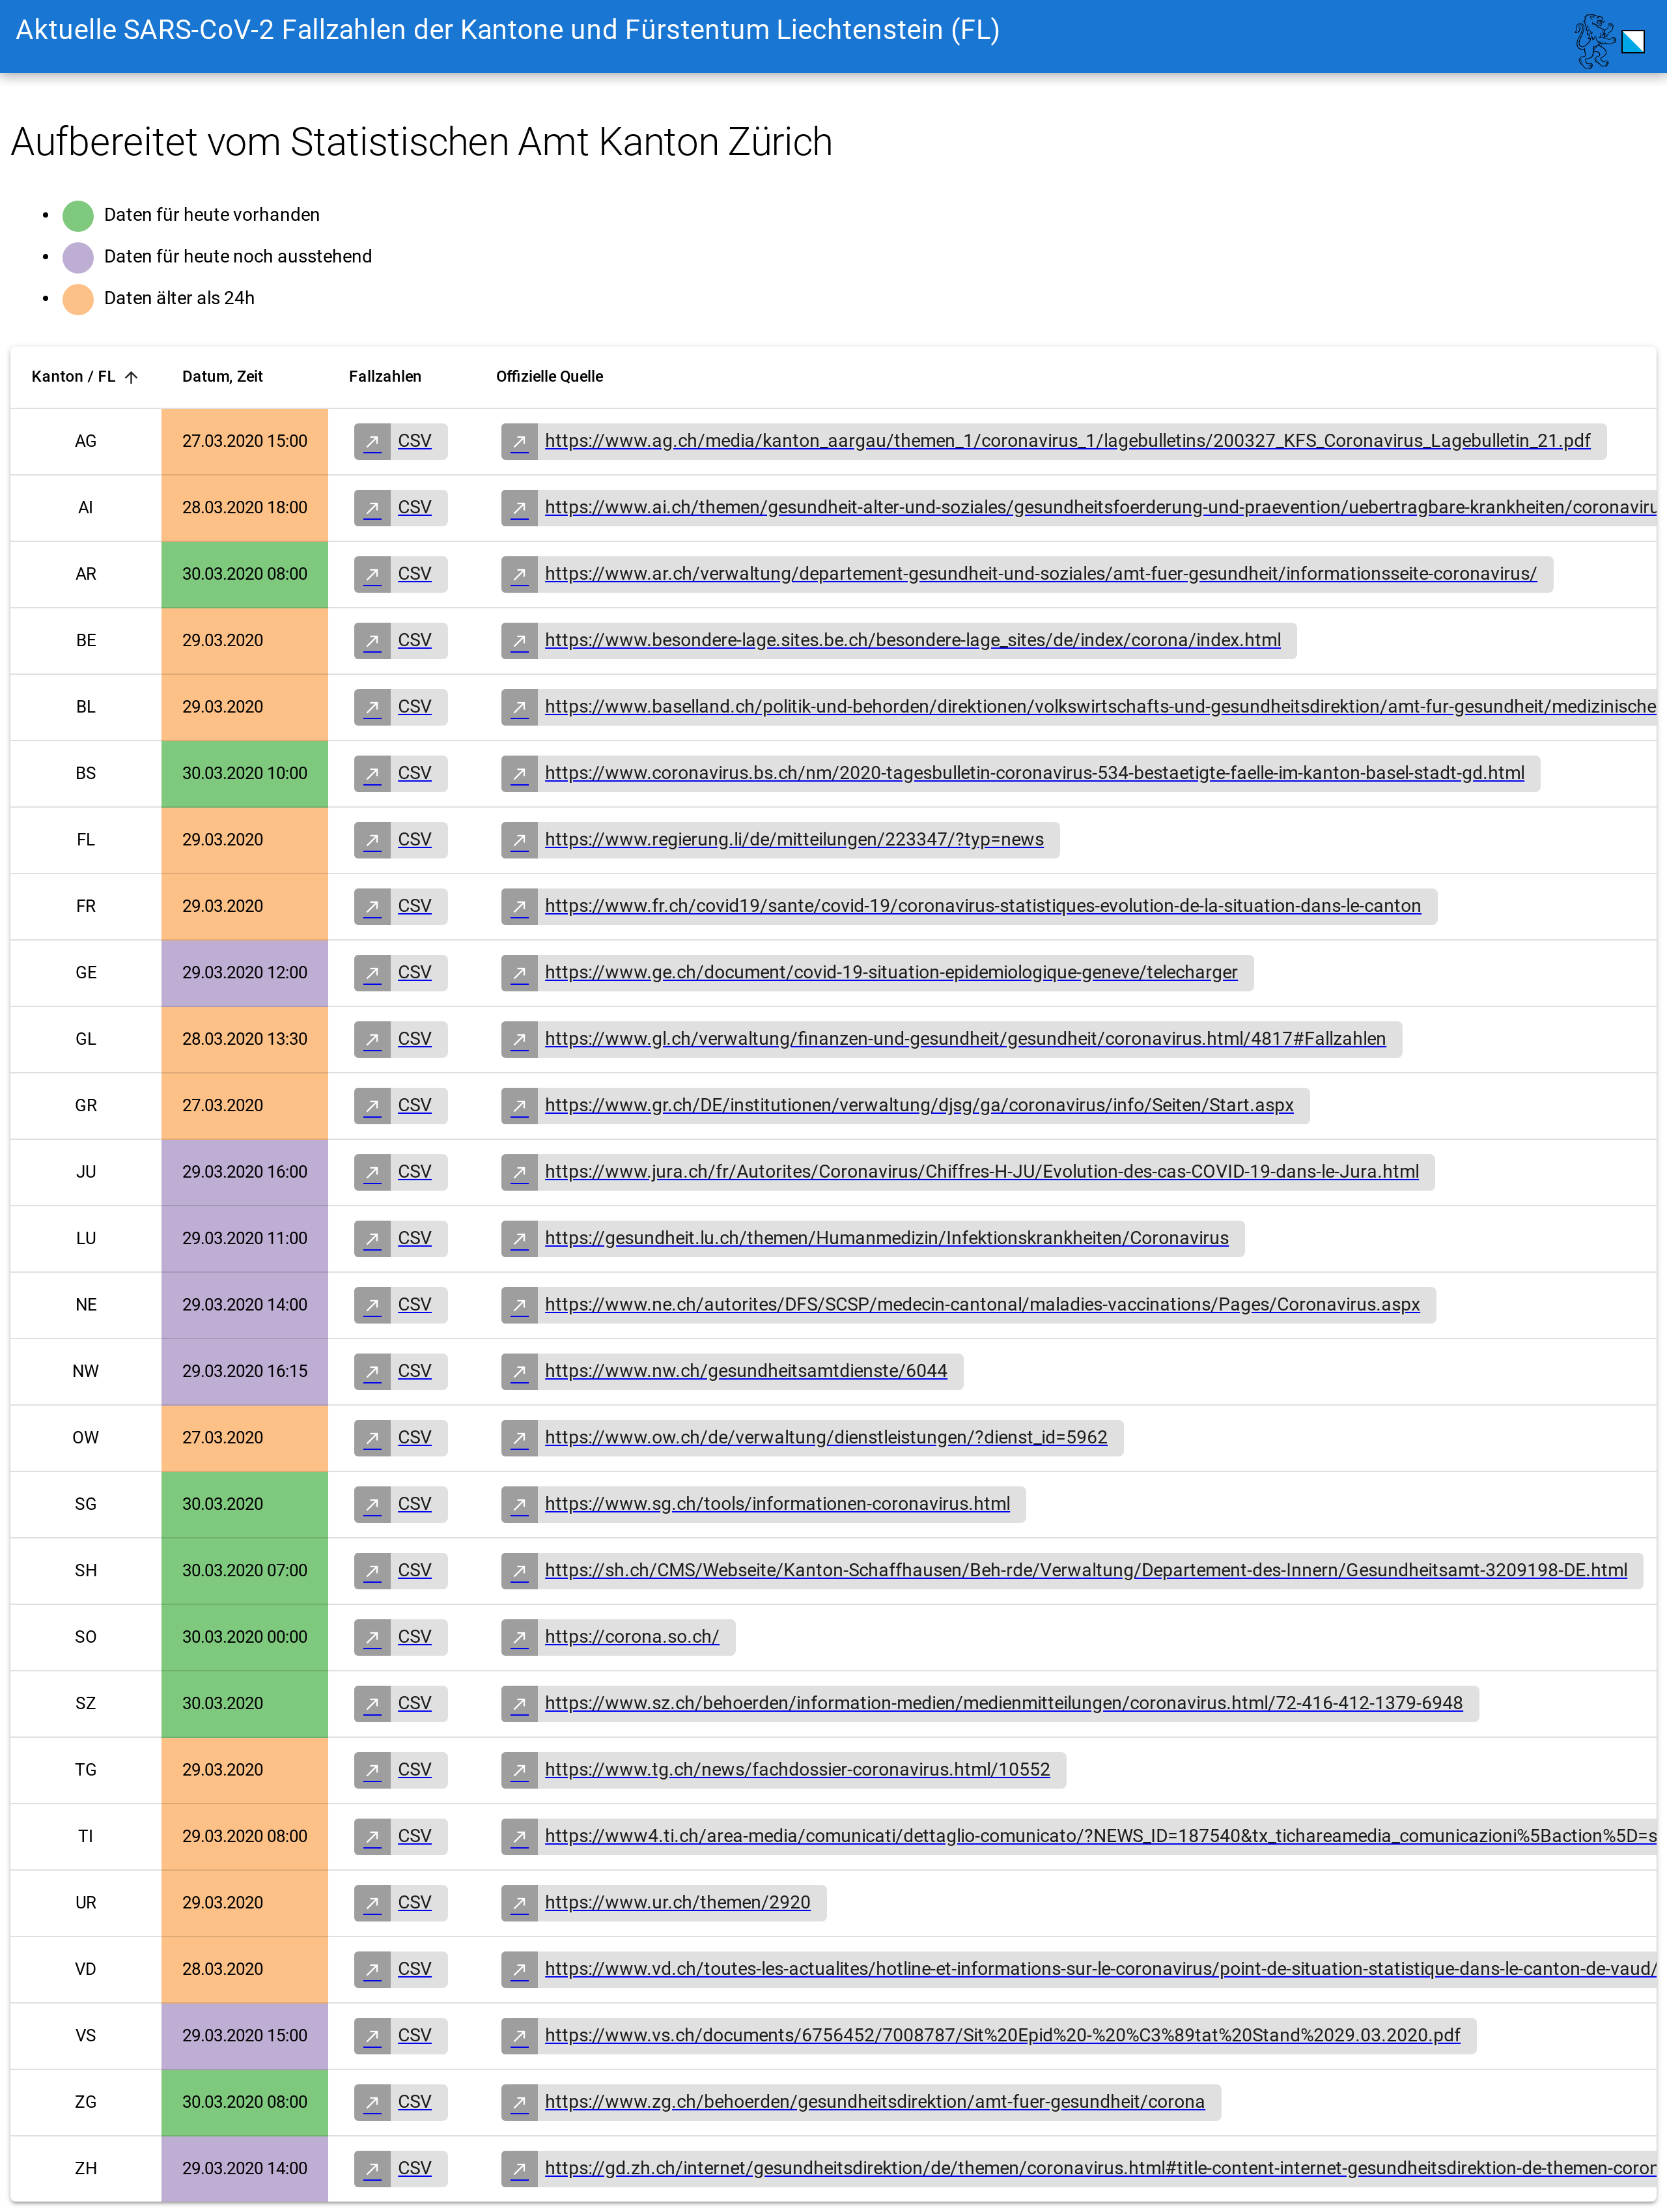 Aktuelle SARS-CoV-2 Fallzahlen der Kantone und Fürstentum Liechtenstein (FL)
Aufbereitet vom Statistischen Amt Kanton Zürich
Daten für heute vorhanden
Daten für heute noch ausstehend
Daten älter als 24h
Kanton / FL Datum, Zeit Fallzahlen Offizielle Quelle
AG 27.03.2020 15:00 CSV https://www.ag.ch/media/kanton_aargau/themen_1/coronavirus_1/lagebulletins/200327_KFS_Coronavirus_Lagebulletin_21.pdf
AI 28.03.2020 18:00 CSV https://www.ai.ch/themen/gesundheit-alter-und-soziales/gesundheitsfoerderung-und-praevention/uebertragbare-krankheiten/coronaviru
AR 30.03.2020 08:00 CSV https://www.ar.ch/verwaltung/departement-gesundheit-und-soziales/amt-fuer-gesundheit/informationsseite-coronavirus/
BE 29.03.2020 CSV https://www.besondere-lage.sites.be.ch/besondere-lage_sites/de/index/corona/index.html
BL 29.03.2020 CSV https://www.baselland.ch/politik-und-behorden/direktionen/volkswirtschafts-und-gesundheitsdirektion/amt-fur-gesundheit/medizinische
BS 30.03.2020 10:00 CSV https://www.coronavirus.bs.ch/nm/2020-tagesbulletin-coronavirus-534-bestaetigte-faelle-im-kanton-basel-stadt-gd.html
FL 29.03.2020 CSV https://www.regierung.li/de/mitteilungen/223347/?typ=news
FR 29.03.2020 CSV https://www.fr.ch/covid19/sante/covid-19/coronavirus-statistiques-evolution-de-la-situation-dans-le-canton
GE 29.03.2020 12:00 CSV https://www.ge.ch/document/covid-19-situation-epidemiologique-geneve/telecharger
GL 28.03.2020 13:30 CSV https://www.gl.ch/verwaltung/finanzen-und-gesundheit/gesundheit/coronavirus.html/4817#Fallzahlen
GR 27.03.2020 CSV https://www.gr.ch/DE/institutionen/verwaltung/djsg/ga/coronavirus/info/Seiten/Start.aspx
JU 29.03.2020 16:00 CSV https://www.jura.ch/fr/Autorites/Coronavirus/Chiffres-H-JU/Evolution-des-cas-COVID-19-dans-le-Jura.html
LU 29.03.2020 11:00 CSV https://gesundheit.lu.ch/themen/Humanmedizin/Infektionskrankheiten/Coronavirus
NE 29.03.2020 14:00 CSV https://www.ne.ch/autorites/DFS/SCSP/medecin-cantonal/maladies-vaccinations/Pages/Coronavirus.aspx
NW 29.03.2020 16:15 CSV https://www.nw.ch/gesundheitsamtdienste/6044
OW 27.03.2020 CSV https://www.ow.ch/de/verwaltung/dienstleistungen/?dienst_id=5962
SG 30.03.2020 CSV https://www.sg.ch/tools/informationen-coronavirus.html
SH 30.03.2020 07:00 CSV https://sh.ch/CMS/Webseite/Kanton-Schaffhausen/Beh-rde/Verwaltung/Departement-des-Innern/Gesundheitsamt-3209198-DE.html
SO 30.03.2020 00:00 CSV https://corona.so.ch/
SZ 30.03.2020 CSV https://www.sz.ch/behoerden/information-medien/medienmitteilungen/coronavirus.html/72-416-412-1379-6948
TG 29.03.2020 CSV https://www.tg.ch/news/fachdossier-coronavirus.html/10552
TI 29.03.2020 08:00 CSV https://www4.ti.ch/area-media/comunicati/dettaglio-comunicato/?NEWS_ID=187540&tx_tichareamedia_comunicazioni%5Baction%5D=s
UR 29.03.2020 CSV https://www.ur.ch/themen/2920
VD 28.03.2020 CSV https://www.vd.ch/toutes-les-actualites/hotline-et-informations-sur-le-coronavirus/point-de-situation-statistique-dans-le-canton-de-vaud/
VS 29.03.2020 15:00 CSV https://www.vs.ch/documents/6756452/7008787/Sit%20Epid%20-%20%C3%89tat%20Stand%2029.03.2020.pdf
ZG 30.03.2020 08:00 CSV https://www.zg.ch/behoerden/gesundheitsdirektion/amt-fuer-gesundheit/corona
ZH 29.03.2020 14:00 CSV https://gd.zh.ch/internet/gesundheitsdirektion/de/themen/coronavirus.html#title-content-internet-gesundheitsdirektion-de-themen-coron